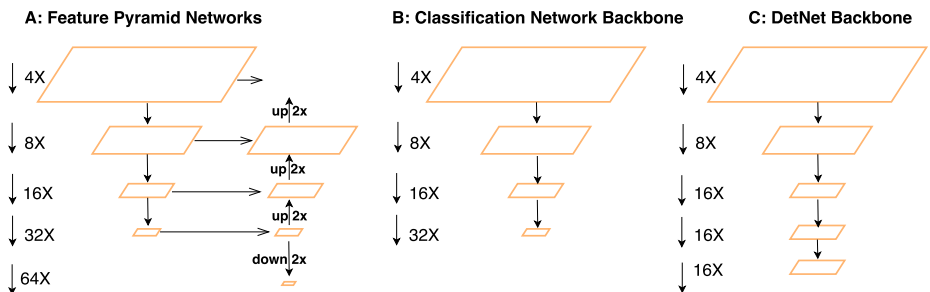 A: Feature Pyramid Networks
4X
up 2x
8X
up 2x
16X
up 2x
32X
down 2x
64X
B: Classification Network Backbone
4X
8X
16X
32X
C: DetNet Backbone
4X
8X
16X
16X
16X